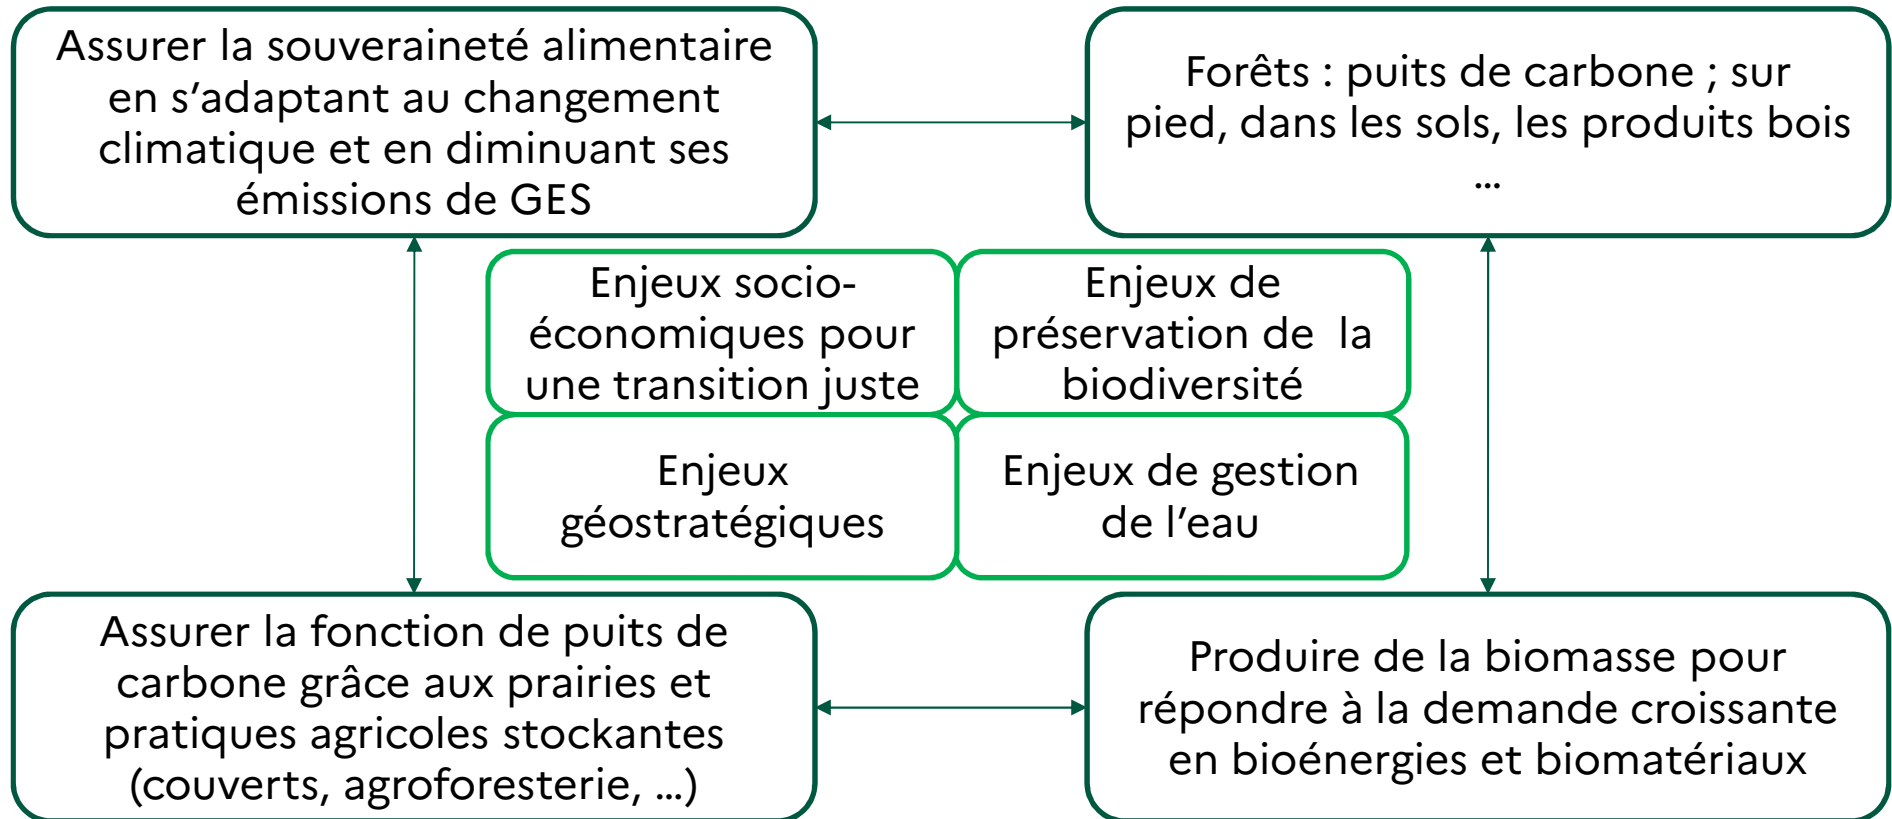 Assurer la souveraineté alimentaire
en s’adaptant au changement
climatique et en diminuant ses
émissions de GES
Forêts : puits de carbone ; sur
pied, dans les sols, les produits bois
...
Enjeux socio-
économiques pour
une transition juste
Enjeux de
préservation de  la
biodiversité
Enjeux
géostratégiques
Enjeux de gestion
de l’eau
Assurer la fonction de puits de
carbone grâce aux prairies et
pratiques agricoles stockantes
(couverts, agroforesterie, ...)
Produire de la biomasse pour
répondre à la demande croissante
en bioénergies et biomatériaux